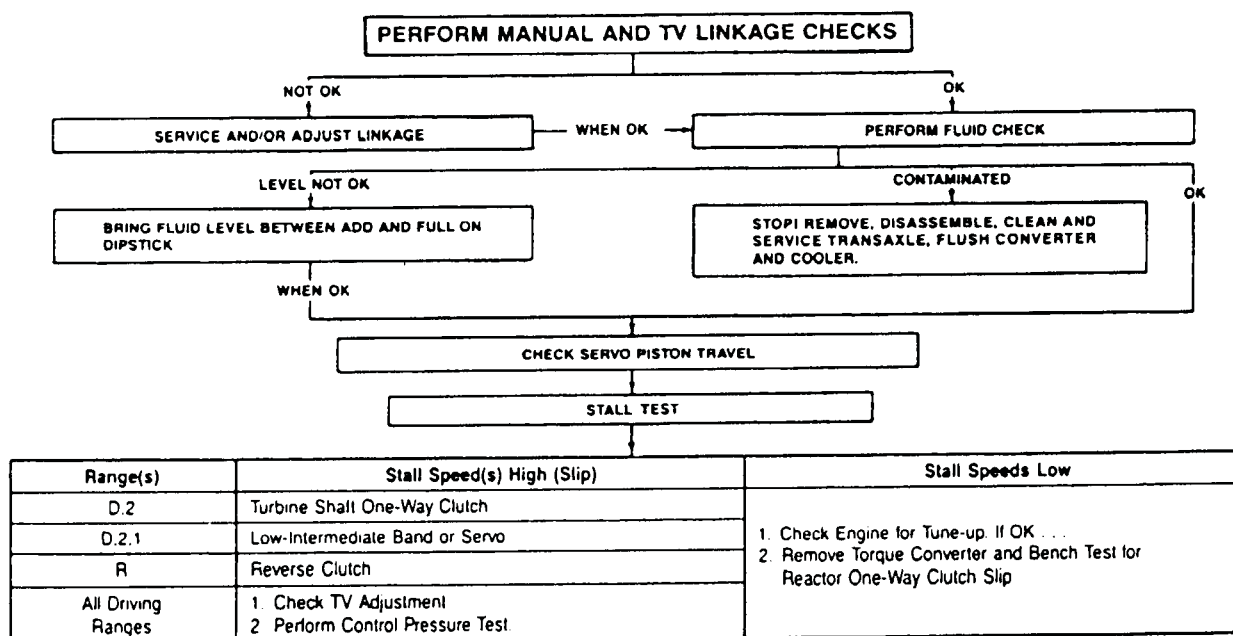 PERFORM MANUAL AND TV LINKAGE CHECKS
NOT OK
OK
SERVICE AND/OR ADJUST LINKAGE
WHEN OK
PERFORM FLUID CHECK
LEVEL NOT OK
CONTAMINATED
OK
BRING FLUID LEVEL BETWEEN ADD AND FULL ON
DIPSTICK
STOP! REMOVE, DISASSEMBLE, CLEAN AND
SERVICE TRANSAXLE, FLUSH CONVERTER
AND COOLER.
WHEN OK
CHECK SERVO PISTON TRAVEL
STALL TEST
Range(s)
Stall Speed(s) High (Slip)
Stall Speeds Low
D.2
Turbine Shaft One-Way Clutch
D.2.1
Low-Intermediate Band or Servo
R
Reverse Clutch
All Driving
Ranges
1. Check TV Adjustment
2 Perform Control Pressure Test.
1. Check Engine for Tune-up. If OK . . .
2. Remove Torque Converter and Bench Test for
Reactor One-Way Clutch Slip